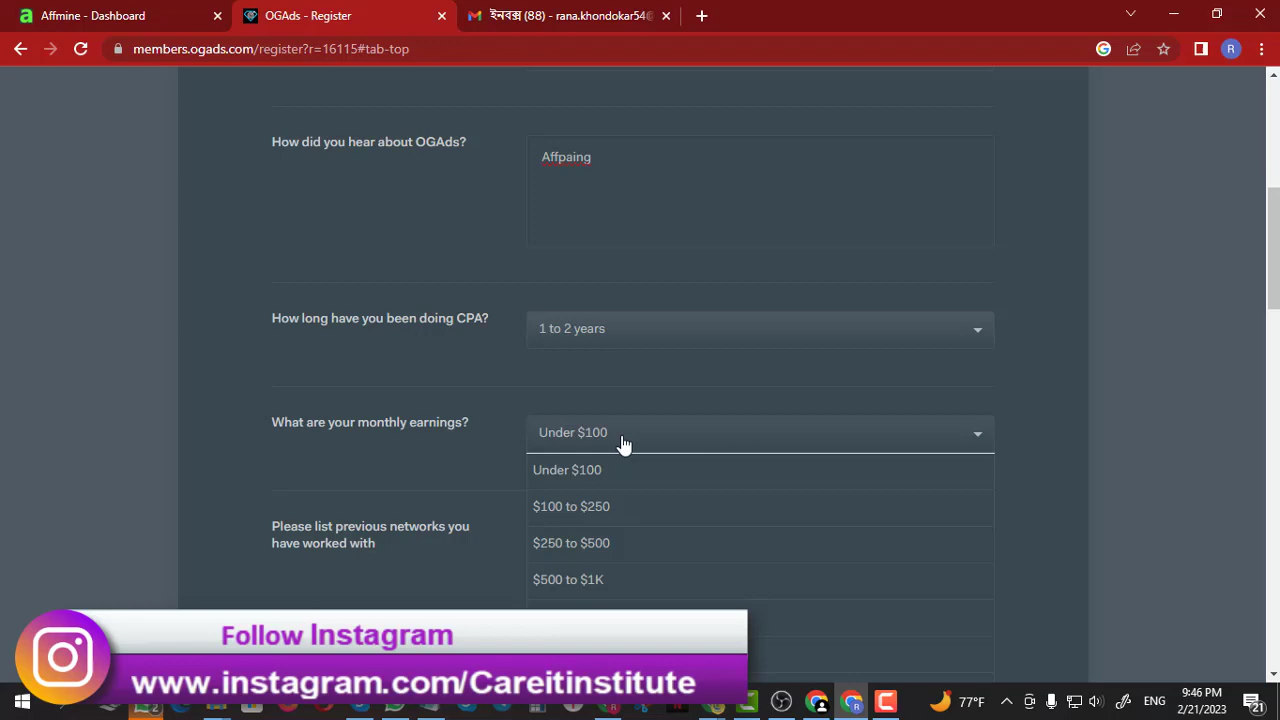 Affmine - Dashboard
OGAds - Register
ইনবক্স (88) - rana.khondokar54@
members.ogads.com/register?r=16115#tab-top
R
How did you hear about OGAds?
Affpaing
How long have you been doing CPA?
1 to 2 years
What are your monthly earnings?
Under $100
Under $100
$100 to $250
$250 to $500
$500 to $1K
Please list previous networks you
have worked with
Follow Instagram
www.instagram.com/Careitinstitute
77°F
ENG
9:46 PM
2/21/2023
21